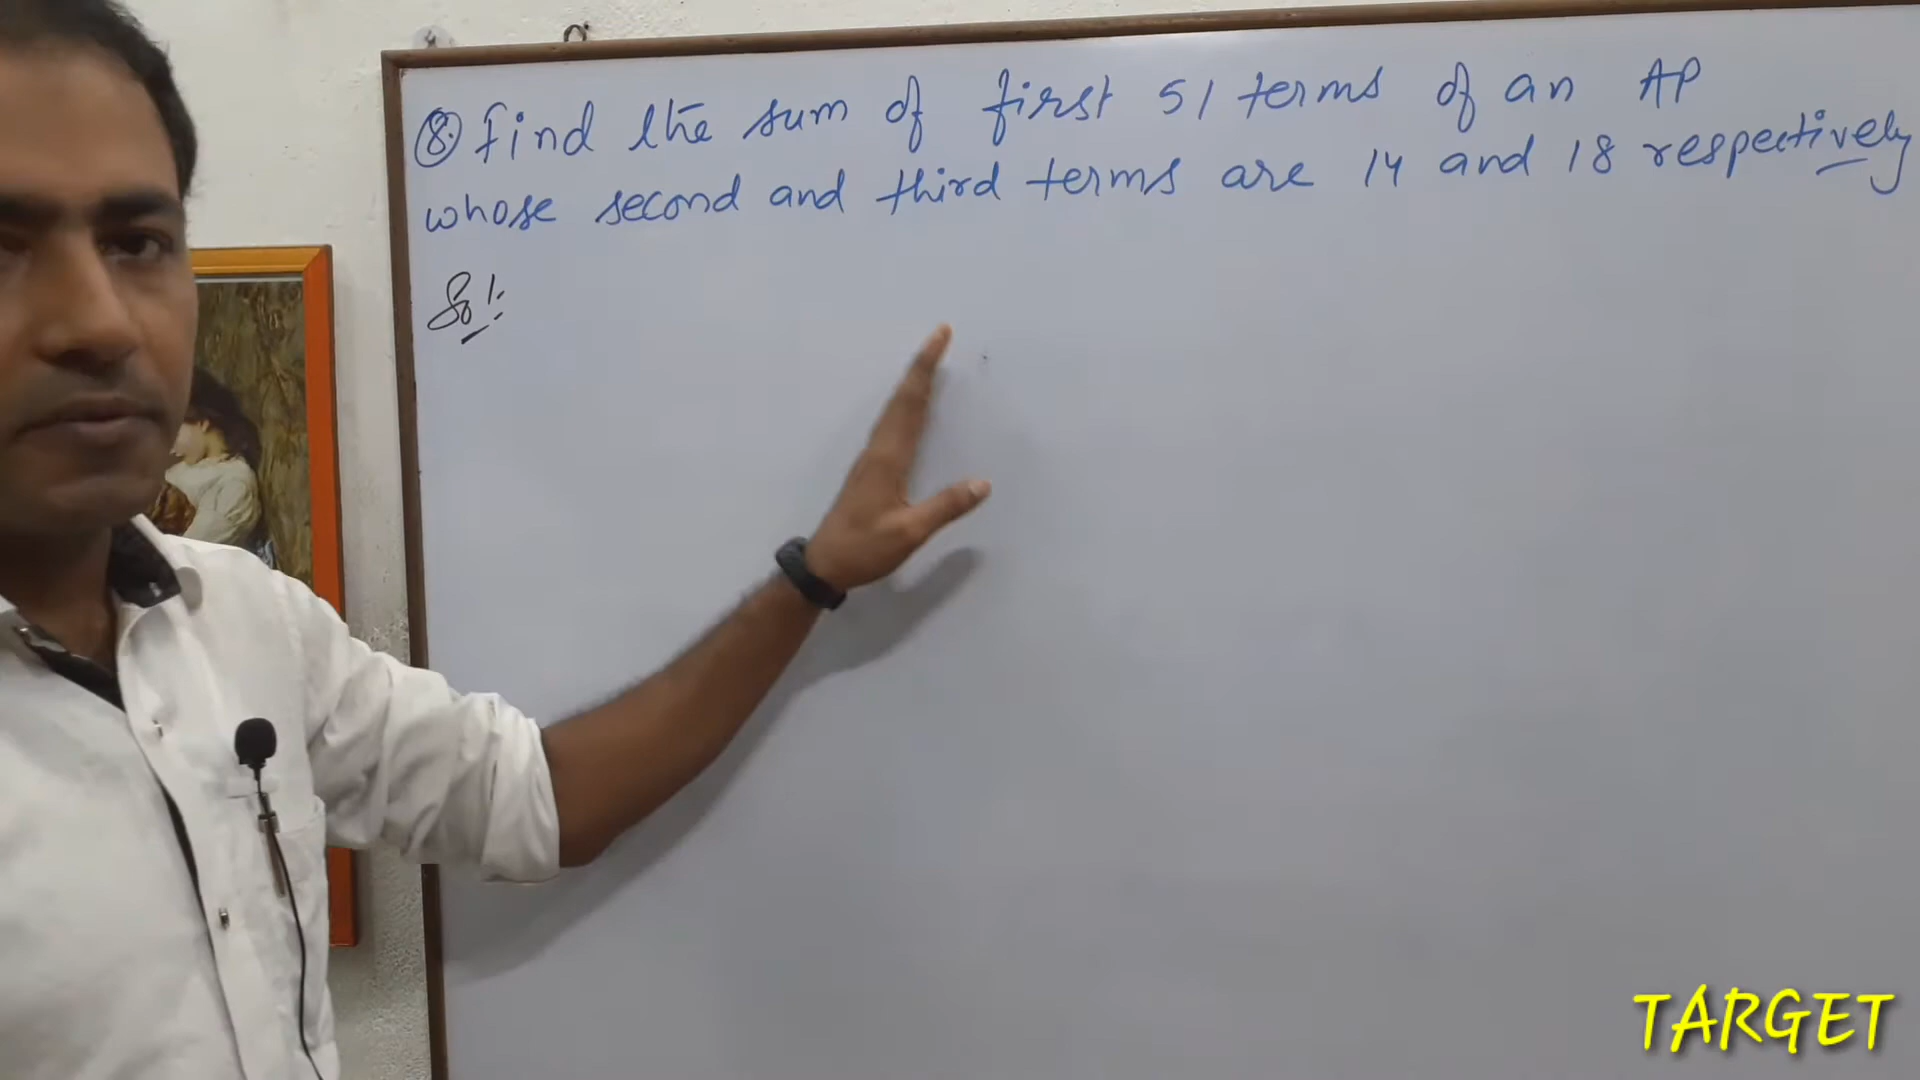 ⑧ Find the sum of first 51 terms of an AP
whose second and third terms are 14 and 18 respectively
Sol:
TARGET